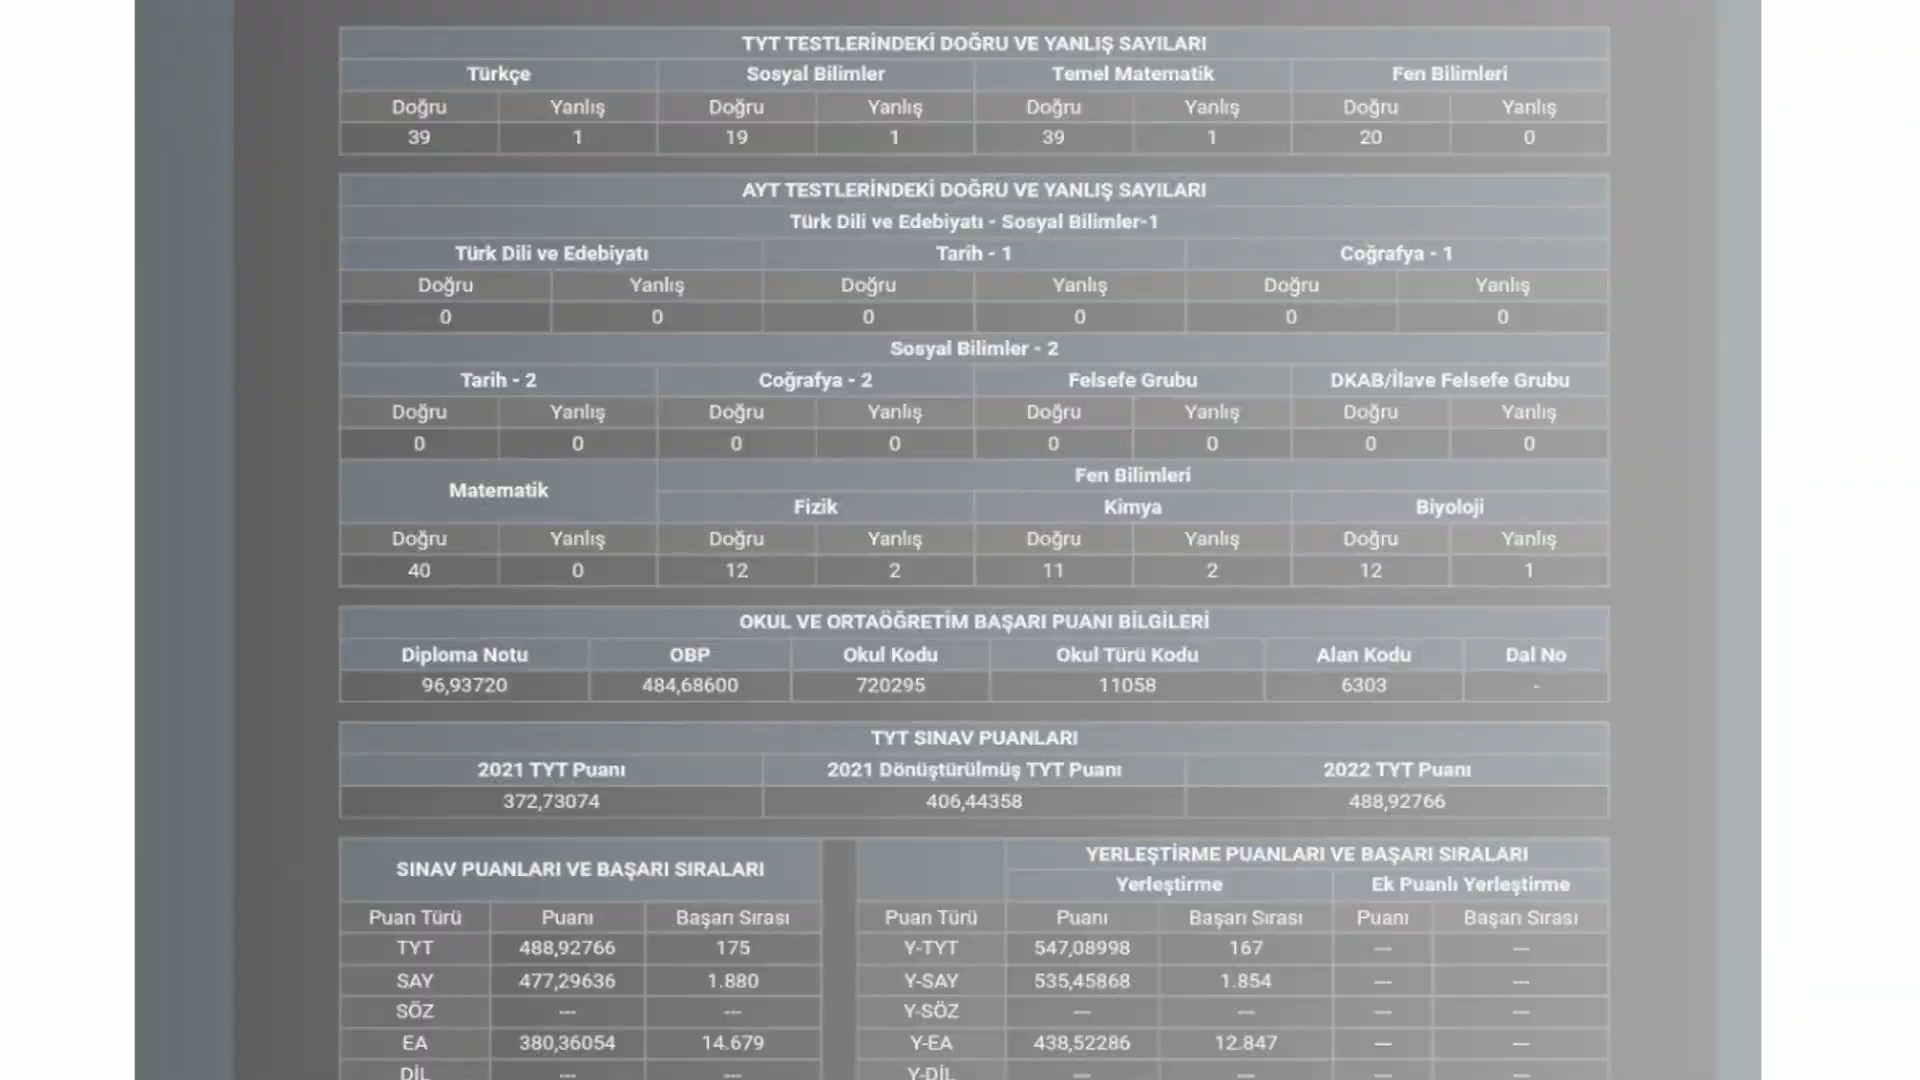 TYT TESTLERİNDEKİ DOĞRU VE YANLIŞ SAYILARI
Türkçe Sosyal Bilimler Temel Matematik Fen Bilimleri
Doğru Yanlış Doğru Yanlış Doğru Yanlış Doğru Yanlış
39 1 19 1 39 1 20 0
AYT TESTLERİNDEKİ DOĞRU VE YANLIŞ SAYILARI
Türk Dili ve Edebiyatı - Sosyal Bilimler-1
Türk Dili ve Edebiyatı Tarih - 1 Coğrafya - 1
Doğru Yanlış Doğru Yanlış Doğru Yanlış
0 0 0 0 0 0
Sosyal Bilimler - 2
Tarih - 2 Coğrafya - 2 Felsefe Grubu DKAB/İlave Felsefe Grubu
Doğru Yanlış Doğru Yanlış Doğru Yanlış Doğru Yanlış
0 0 0 0 0 0 0 0
Matematik Fen Bilimleri
Fizik Kimya Biyoloji
Doğru Yanlış Doğru Yanlış Doğru Yanlış Doğru Yanlış
40 0 12 2 11 2 12 1
OKUL VE ORTAÖĞRETİM BAŞARI PUANI BİLGİLERİ
Diploma Notu OBP Okul Kodu Okul Türü Kodu Alan Kodu Dal No
96,93720 484,68600 720295 11058 6303 -
TYT SINAV PUANLARI
2021 TYT Puanı 2021 Dönüştürülmüş TYT Puanı 2022 TYT Puanı
372,73074 406,44358 488,92766
SINAV PUANLARI VE BAŞARI SIRALARI
Puan Türü Puanı Başarı Sırası
TYT 488,92766 175
SAY 477,29636 1.880
SÖZ --- ---
EA 380,36054 14.679
DİL --- ---
YERLEŞTİRME PUANLARI VE BAŞARI SIRALARI
Yerleştirme Ek Puanlı Yerleştirme
Puan Türü Puanı Başarı Sırası Puanı Başarı Sırası
Y-TYT 547,08998 167 --- ---
Y-SAY 535,45868 1.854 --- ---
Y-SÖZ --- --- --- ---
Y-EA 438,52286 12.847 --- ---
Y-DİL --- --- --- ---